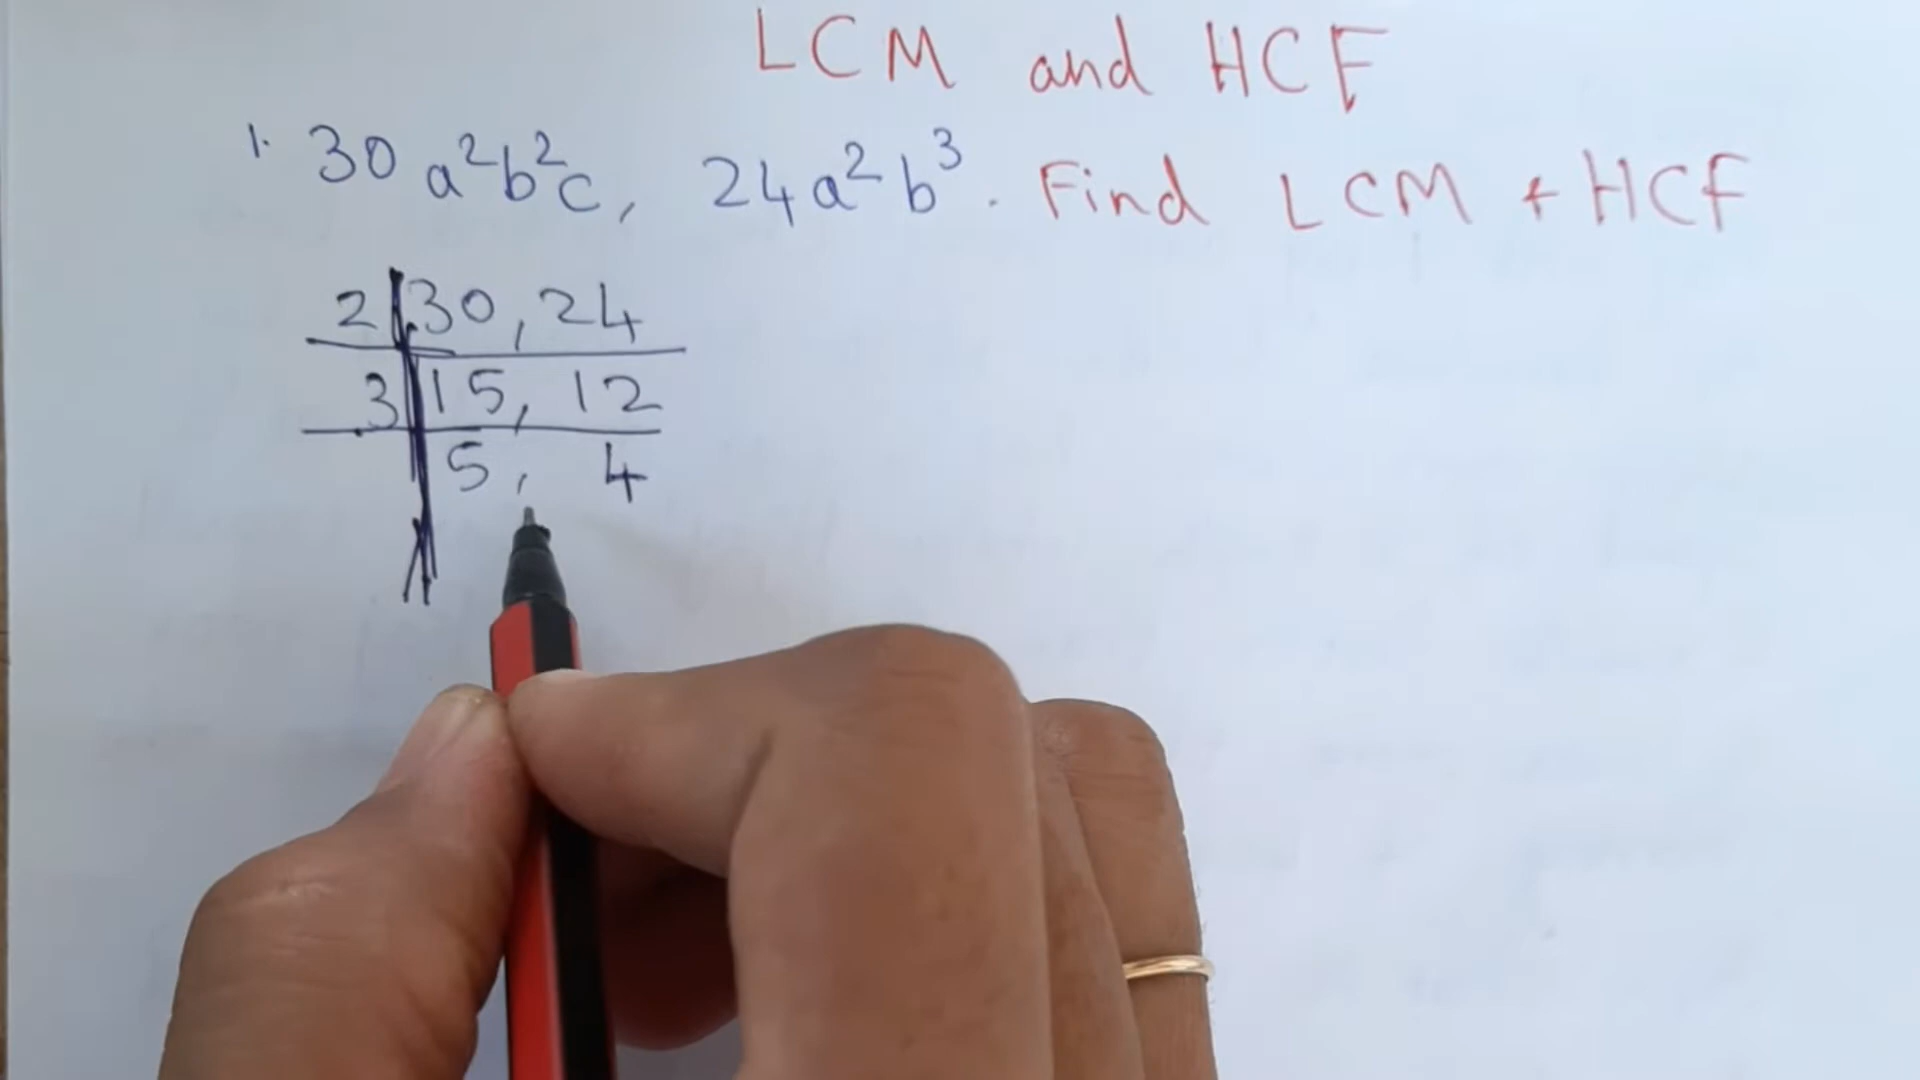 LCM and HCF
1. 30a²b²c, 24a²b³. Find LCM + HCF
2 | 30, 24
3 | 15, 12
5, 4